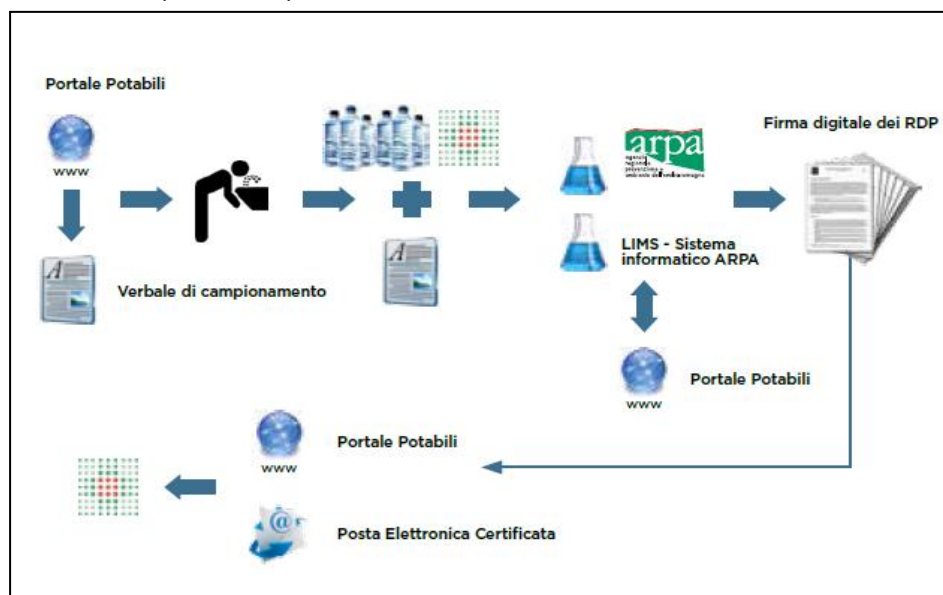 Portale Potabili
www
Verbale di campionamento
A
A
arpa
LIMS - Sistema
informatico ARPA
Firma digitale dei RDP
www
Portale Potabili
www
Portale Potabili
@
Posta Elettronica Certificata